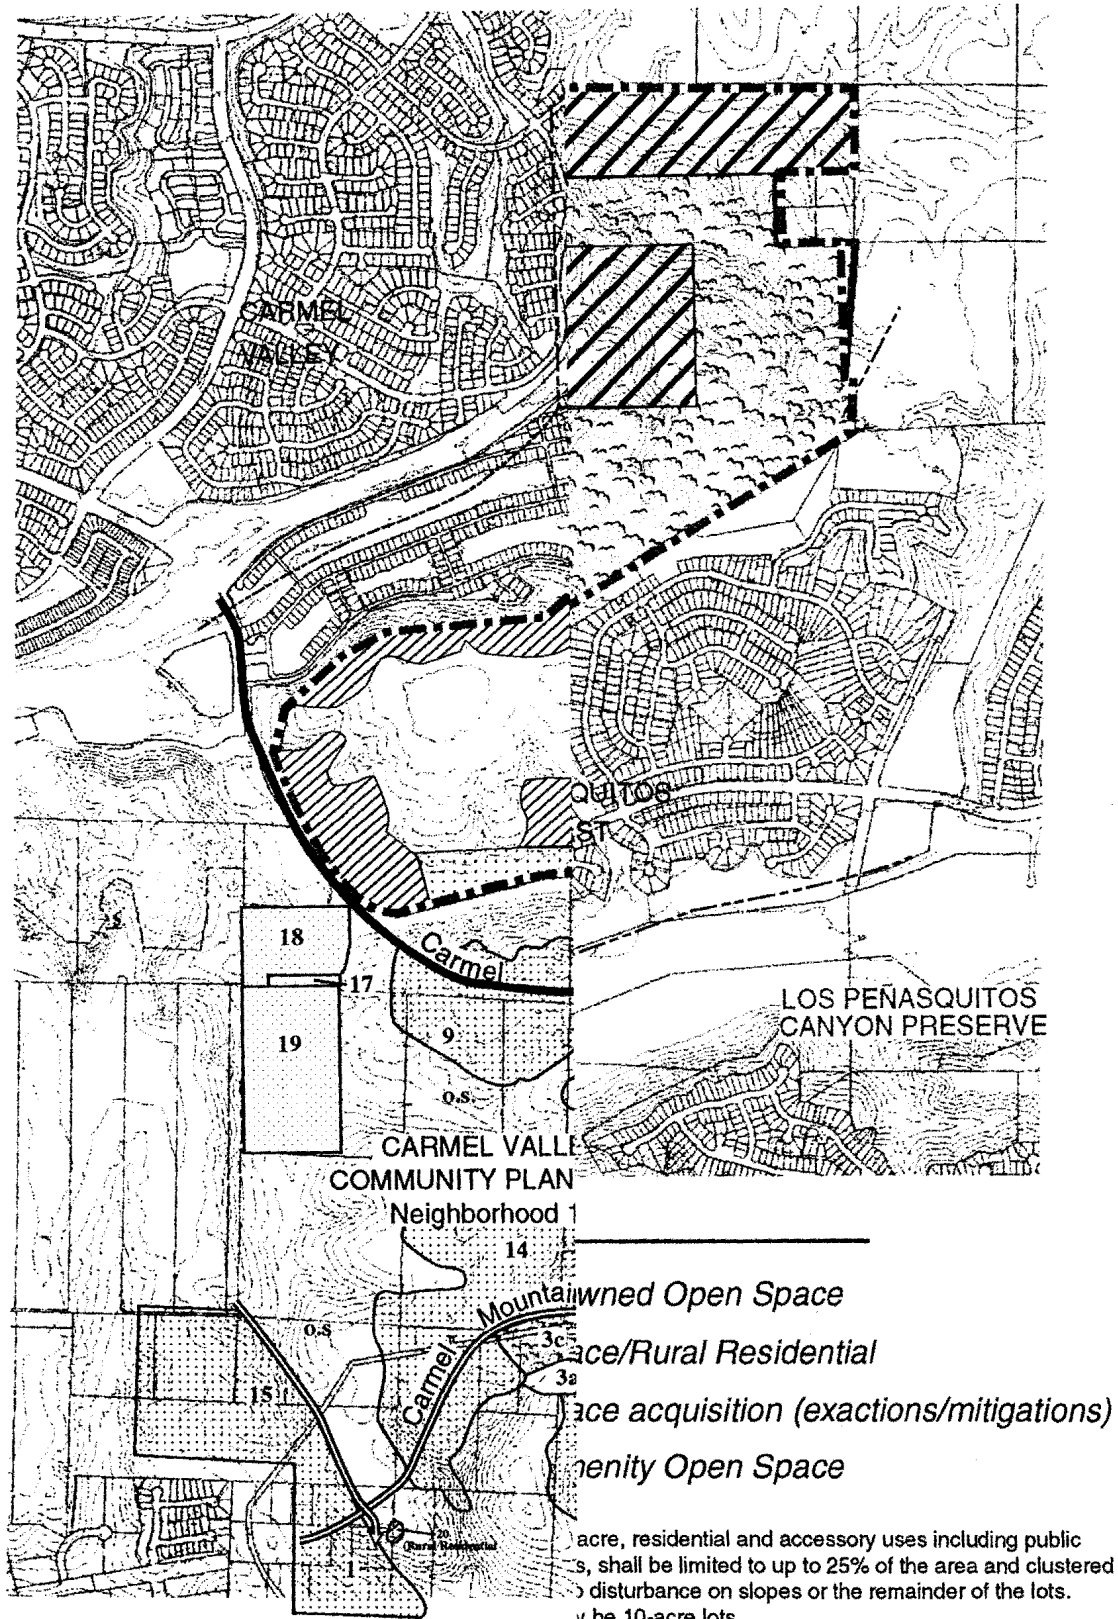 CARMEL
VALLEY
QUITOS
ST
s
18
17
19
Carmel
9
o.s.
LOS PEÑASQUITOS
CANYON PRESERVE
CARMEL VALLE
COMMUNITY PLAN
Neighborhood 1
14
wned Open Space
Carmel Mountai
o.s
3c
ace/Rural Residential
3a
15
ace acquisition (exactions/mitigations)
nenity Open Space
20
(Rural Residential
1
acre, residential and accessory uses including public
s, shall be limited to up to 25% of the area and clustered
o disturbance on slopes or the remainder of the lots.
y be 10-acre lots